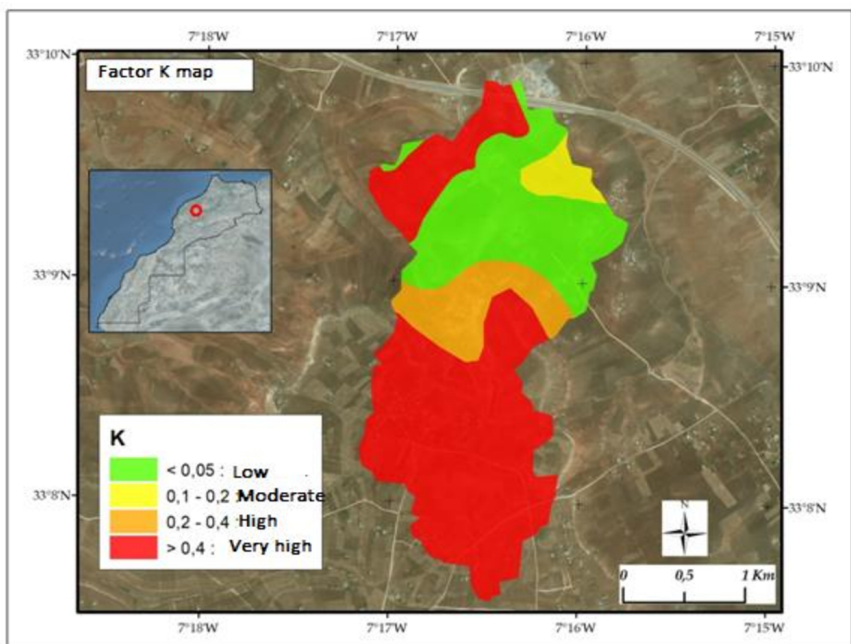 7°18'W 7°17'W 7°16'W 7°15'W
33°10'N 33°10'N
Factor K map
33°9'N 33°9'N
K
< 0,05 : Low
0,1 - 0,2 : Moderate
0,2 - 0,4 : High
> 0,4 : Very high
33°8'N 33°8'N
N
0 0,5 1 Km
7°18'W 7°17'W 7°16'W 7°15'W